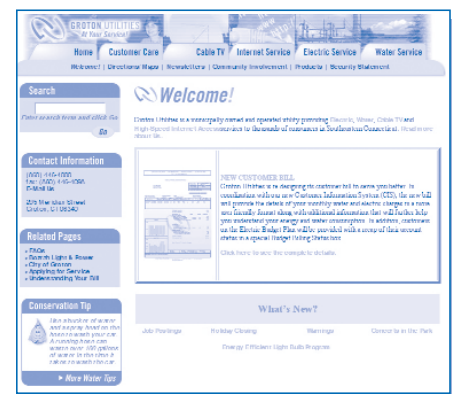 GROTON UTILITIES
At Your Service!
Home Customer Care Cable TV Internet Service Electric Service Water Service
Welcome! | Directions Maps | Newsletters | Community Involvement | Products | Security Statement
Search
Enter search term and click Go
Go
Welcome!
Groton Utilities is a municipally owned and operated utility providing Electric, Water, Cable TV and
High-Speed Internet Access services to thousands of customers in Southeastern Connecticut. Read more
about Us.
Contact Information
(860) 446-4000
E-Mail Us
295 Meridian Street
Groton, CT 06340
NEW CUSTOMER BILL
Groton Utilities is re designing its customer bill to serve you better. In
coordination with our new Customer Information System (CIS), the new bill
will provide the details of your monthly water and electric charges in a more
user friendly format along with additional information that will further help
you understand your energy and water consumption. In addition, customers
on the Electric Budget Plan will be provided with a recap of their account
status in a special Budget Billing Status box
Click here to see the complete details.
Related Pages
FAQs
Bozrah Light & Power
City of Groton
Applying for Service
Understanding Your Bill
Conservation Tip
Use a bucket of water
and a spray head on the
hose to wash your car.
A running hose can
waste over 100 gallons
of water in the time it
takes to wash the car.
More Water Tips
What's New?
Job Postings Holiday Closing Warnings Concerts in the Park
Energy Efficient Light Bulb Program